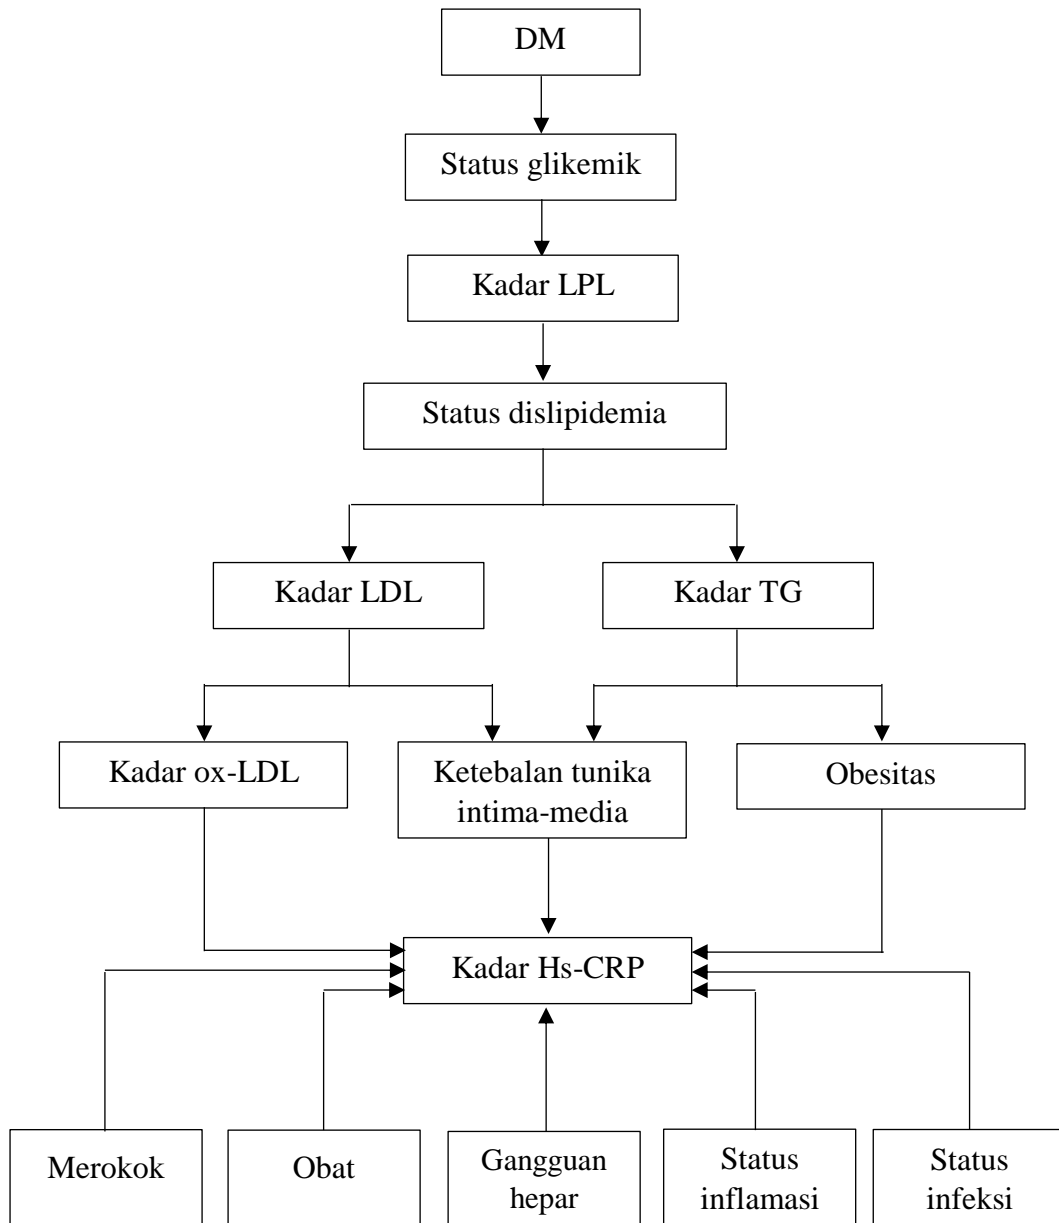 DM
Status glikemik
Kadar LPL
Status dislipidemia
Kadar LDL
Kadar TG
Kadar ox-LDL
Ketebalan tunika
intima-media
Obesitas
Kadar Hs-CRP
Merokok
Obat
Gangguan
hepar
Status
inflamasi
Status
infeksi